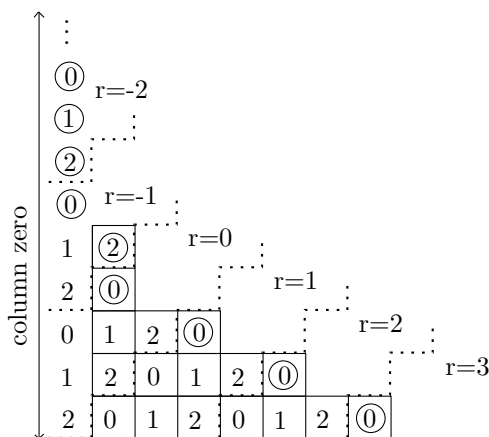 ⋮
⓪ r=-2
①
②
⓪ r=-1
1 ② r=0
2 ⓪ r=1
0 1 2 ⓪ r=2
1 2 0 1 2 ⓪ r=3
2 0 1 2 0 1 2 ⓪
column zero